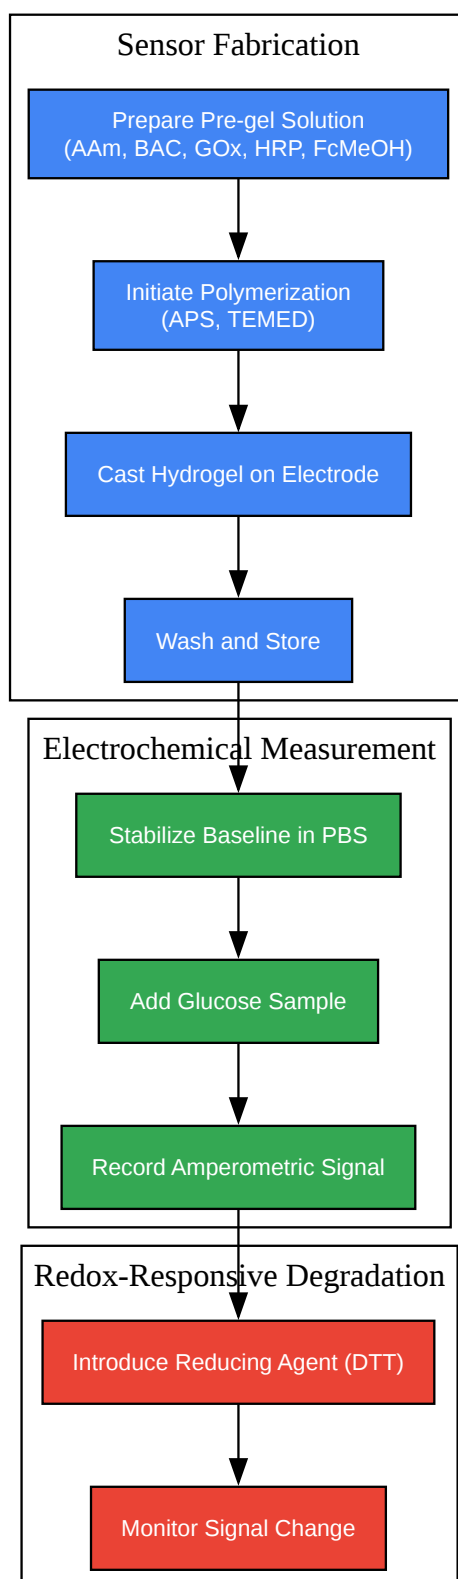 Sensor Fabrication
Prepare Pre-gel Solution
(AAm, BAC, GOx, HRP, FcMeOH)
Initiate Polymerization
(APS, TEMED)
Cast Hydrogel on Electrode
Wash and Store
Electrochemical Measurement
Stabilize Baseline in PBS
Add Glucose Sample
Record Amperometric Signal
Redox-Responsive Degradation
Introduce Reducing Agent (DTT)
Monitor Signal Change